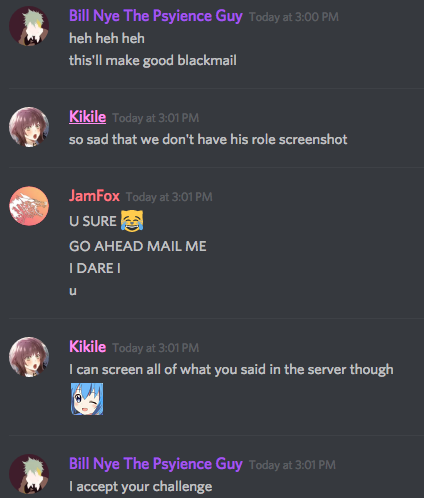 Bill Nye The Psyience Guy Today at 3:00 PM
heh heh heh
this'll make good blackmail
Kikile Today at 3:01 PM
so sad that we don't have his role screenshot
JamFox Today at 3:01 PM
U SURE
GO AHEAD MAIL ME
I DARE I
u
Kikile Today at 3:01 PM
I can screen all of what you said in the server though
Bill Nye The Psyience Guy Today at 3:01 PM
I accept your challenge